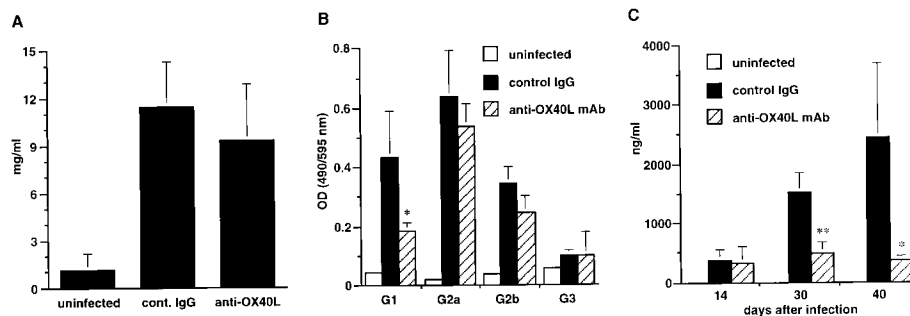 A
mg/ml
15
12
9
6
3
0
uninfected cont. IgG anti-OX40L
B
OD (490/595 nm)
0.8
0.6
0.4
0.2
0
uninfected
control IgG
anti-OX40L mAb
*
G1 G2a G2b G3
C
ng/ml
4000
3000
2000
1000
0
uninfected
control IgG
anti-OX40L mAb
**
*
14 30 40
days after infection